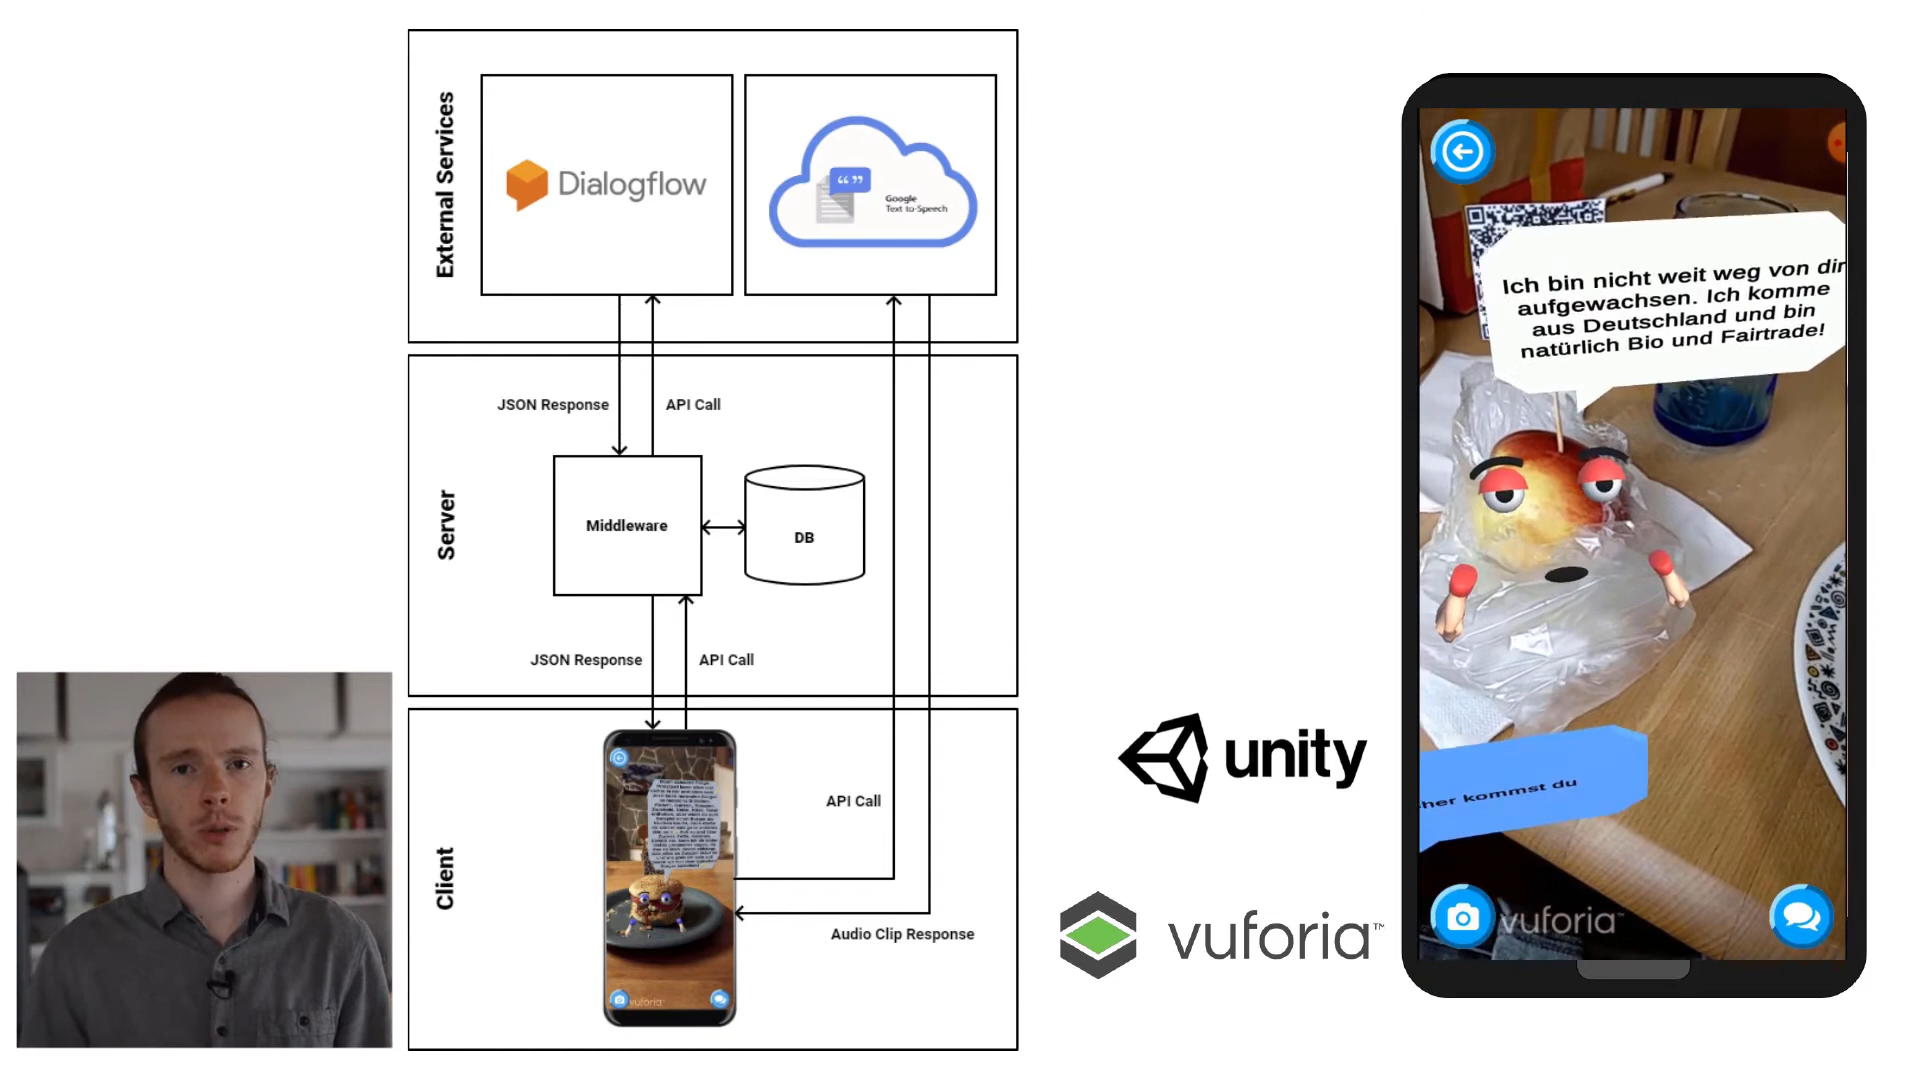 External Services
Dialogflow
Google
Text to-Speech
JSON Response
API Call
Server
Middleware
DB
JSON Response
API Call
Client
API Call
Audio Clip Response
vuforia
unity
vuforia™
Ich bin nicht weit weg von dir
aufgewachsen. Ich komme
aus Deutschland und bin
natürlich Bio und Fairtrade!
her kommst du
vuforia™